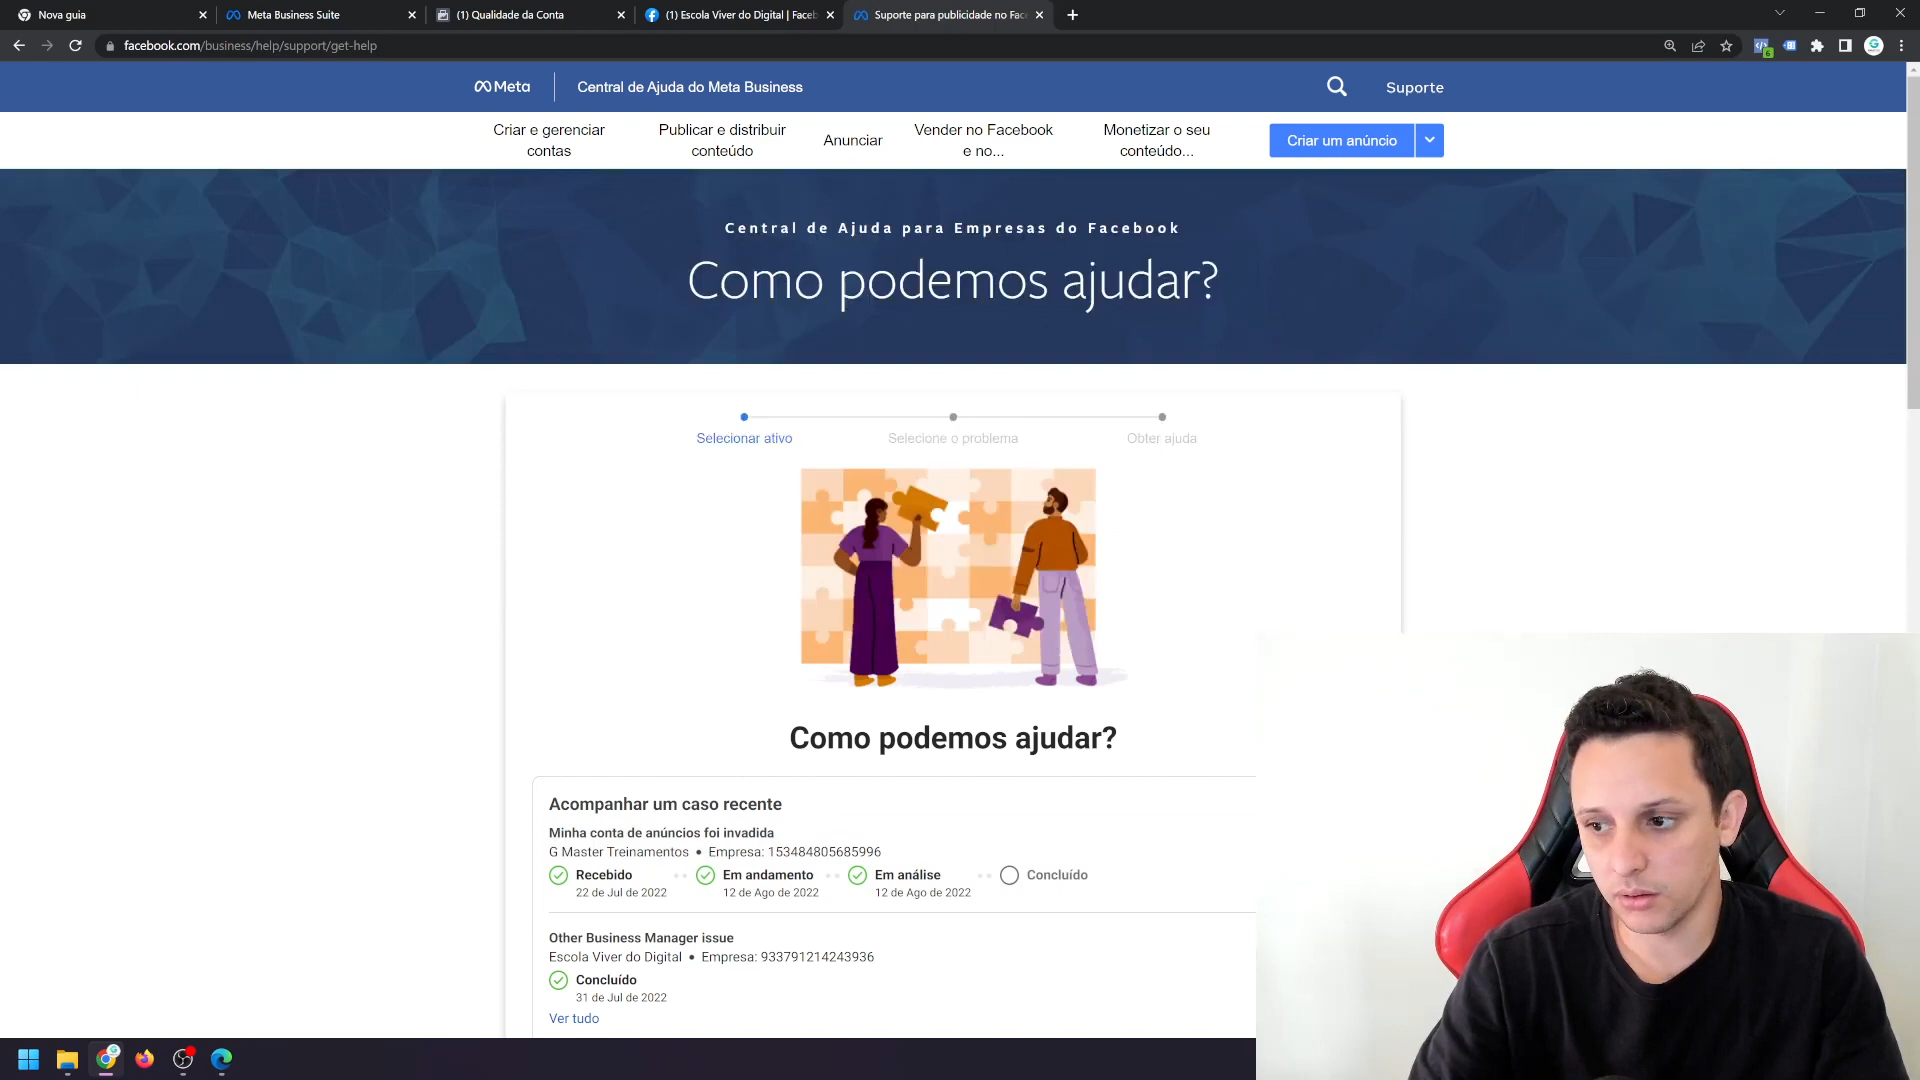 Nova guia
Meta Business Suite
(1) Qualidade da Conta
(1) Escola Viver do Digital | Faceb
Suporte para publicidade no Fac
facebook.com/business/help/support/get-help
6
Meta
Central de Ajuda do Meta Business
Suporte
Criar e gerenciar
contas
Publicar e distribuir
conteúdo
Anunciar
Vender no Facebook
e no...
Monetizar o seu
conteúdo...
Criar um anúncio
Central de Ajuda para Empresas do Facebook
Como podemos ajudar?
Selecionar ativo
Selecione o problema
Obter ajuda
Como podemos ajudar?
Acompanhar um caso recente
Minha conta de anúncios foi invadida
G Master Treinamentos • Empresa: 153484805685996
Recebido
Em andamento
Em análise
Concluído
22 de Jul de 2022
12 de Ago de 2022
12 de Ago de 2022
Other Business Manager issue
Escola Viver do Digital • Empresa: 933791214243936
Concluído
31 de Jul de 2022
Ver tudo